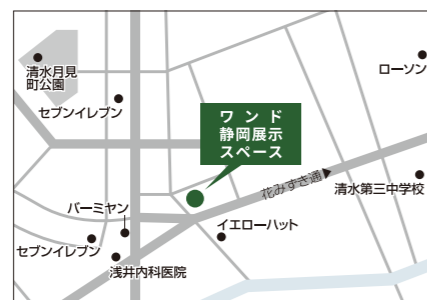 清水月見
町公園
ローソン
セブンイレブン
ワンド
静岡展示
スペース
花みずき通▶
清水第三中学校
バーミヤン
イエローハット
セブンイレブン
浅井内科医院